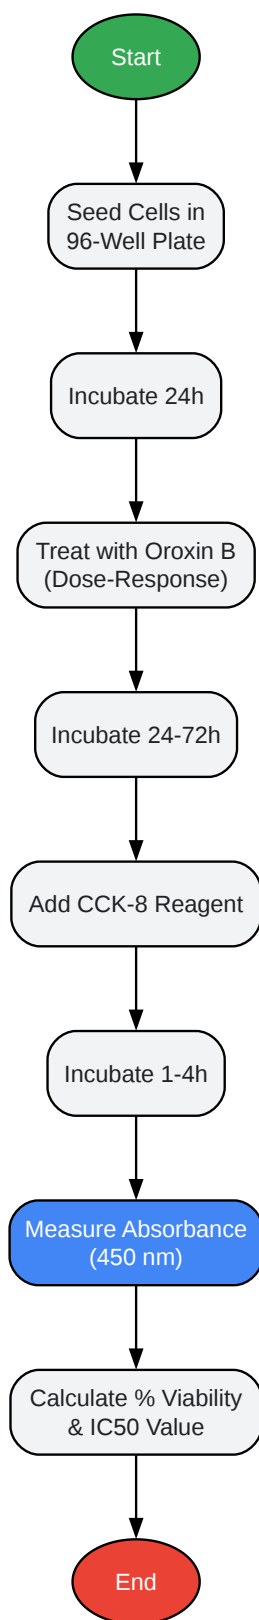 Start
Seed Cells in
96-Well Plate
Incubate 24h
Treat with Oroxin B
(Dose-Response)
Incubate 24-72h
Add CCK-8 Reagent
Incubate 1-4h
Measure Absorbance
(450 nm)
Calculate % Viability
& IC50 Value
End